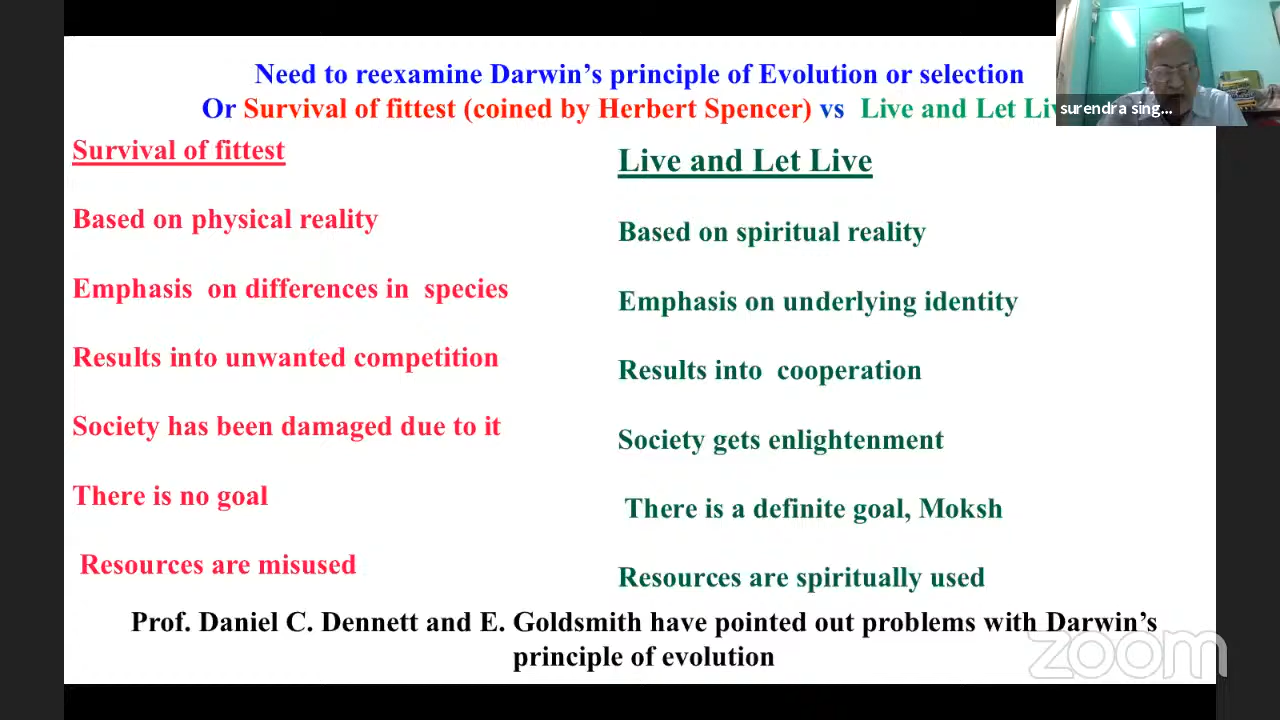 Need to reexamine Darwin's principle of Evolution or selection
Or Survival of fittest (coined by Herbert Spencer) vs Live and Let
surendra sing...
Survival of fittest
Based on physical reality
Emphasis on differences in species
Results into unwanted competition
Society has been damaged due to it
There is no goal
Resources are misused
Live and Let Live
Based on spiritual reality
Emphasis on underlying identity
Results into cooperation
Society gets enlightenment
There is a definite goal, Moksh
Resources are spiritually used
Prof. Daniel C. Dennett and E. Goldsmith have pointed out problems with Darwin's
principle of evolution
zoom